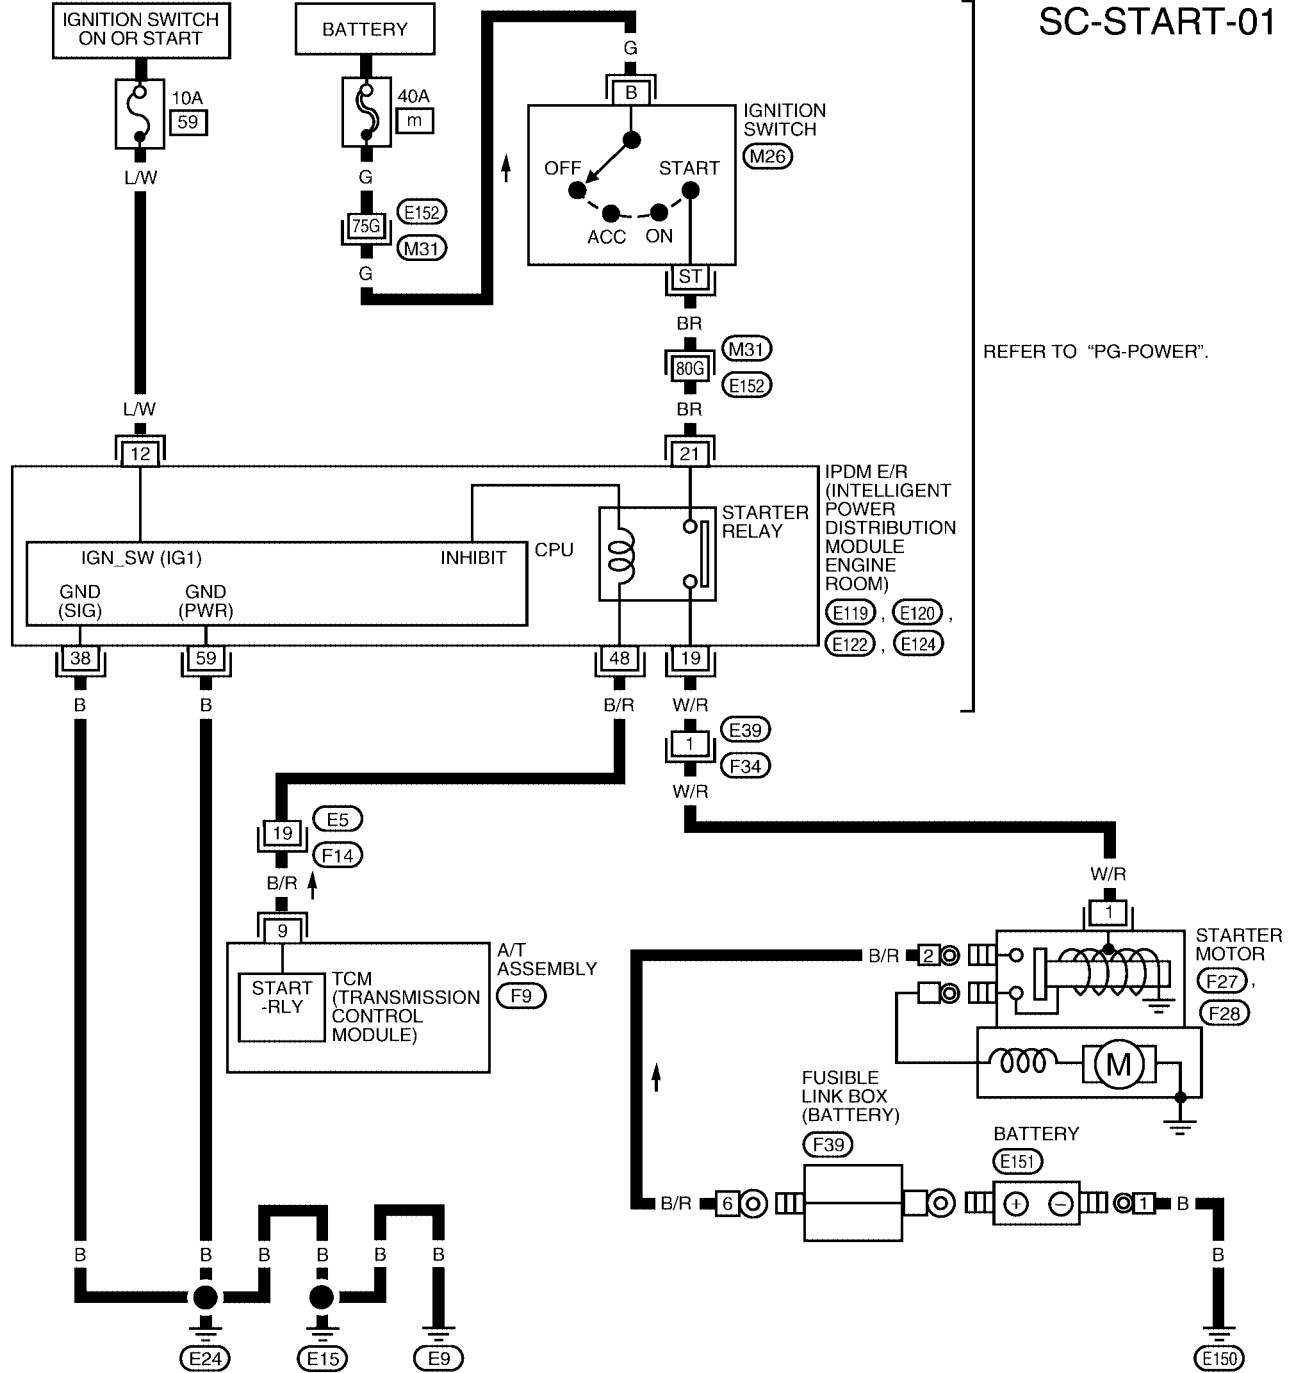 SC-START-01
IGNITION SWITCH
ON OR START
BATTERY
10A
59
40A
m
L/W
G
75G
E152
M31
G
G
B
IGNITION
SWITCH
M26
OFF
START
ACC
ON
ST
BR
80G
M31
E152
BR
REFER TO “PG-POWER”.
L/W
12
21
IPDM E/R
(INTELLIGENT
POWER
DISTRIBUTION
MODULE
ENGINE
ROOM)
E119 , E120 ,
E122 , E124
STARTER
RELAY
CPU
IGN_SW (IG1)
INHIBIT
GND
(SIG)
GND
(PWR)
38
59
48
19
B
B
B/R
W/R
1
E39
F34
W/R
19
E5
F14
B/R
9
A/T
ASSEMBLY
F9
START
-RLY
TCM
(TRANSMISSION
CONTROL
MODULE)
W/R
1
STARTER
MOTOR
F27 ,
F28
B/R
2
M
FUSIBLE
LINK BOX
(BATTERY)
F39
BATTERY
E151
B/R
6
+
−
1
B
B
B
B
B
B
B
B
E24
E15
E9
E150